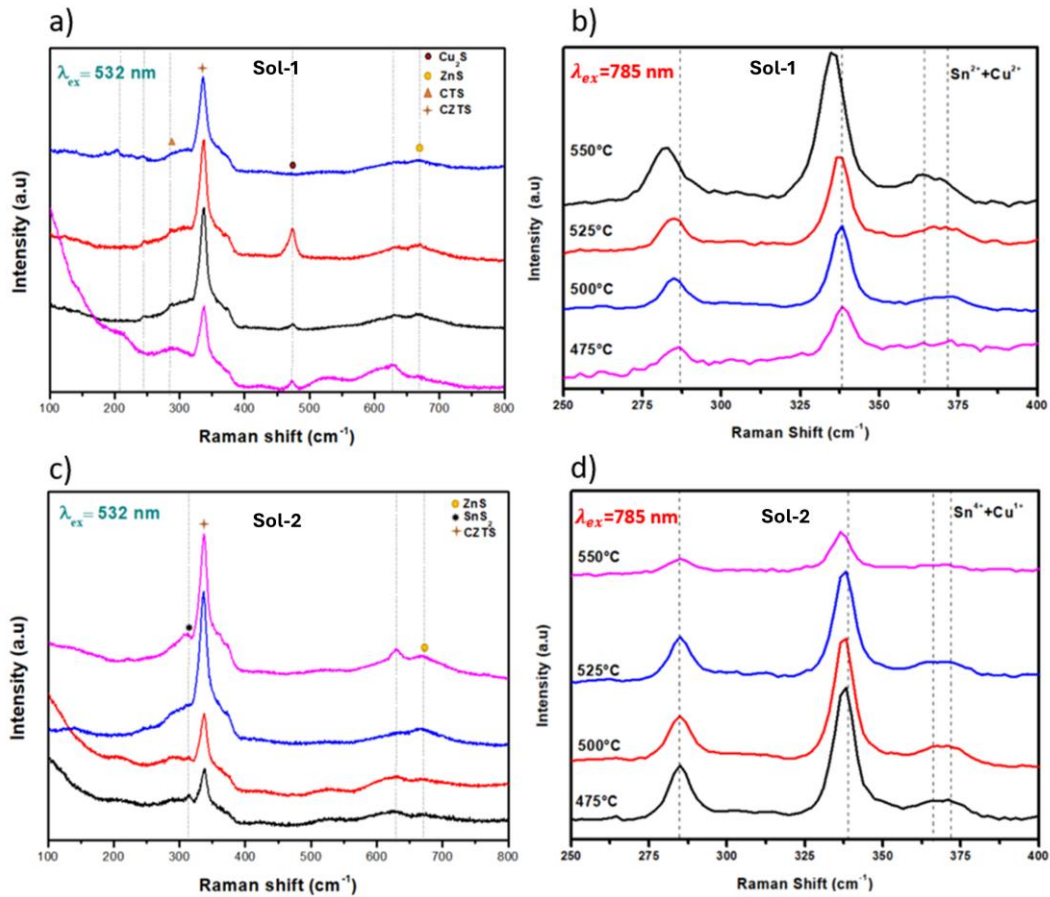 a)
λex= 532 nm
Sol-1
Cu2S
ZnS
CTS
CZTS
Intensity (a.u)
100 200 300 400 500 600 700 800
Raman shift (cm-1)
b)
λex=785 nm
Sol-1
Sn2++Cu2+
550°C
525°C
500°C
475°C
Intensity (a.u)
250 275 300 325 350 375 400
Raman Shift (cm-1)
c)
λex= 532 nm
Sol-2
ZnS
SnS2
CZTS
Intensity (a.u)
100 200 300 400 500 600 700 800
Raman shift (cm-1)
d)
λex=785 nm
Sol-2
Sn4++Cu1+
550°C
525°C
500°C
475°C
Intensity (a.u)
250 275 300 325 350 375 400
Raman Shift (cm-1)